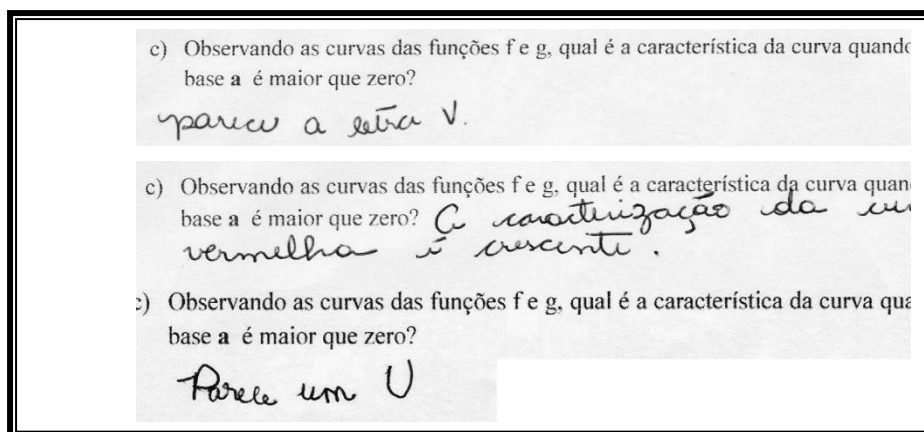 c) Observando as curvas das funções f e g, qual é a característica da curva quando
base a é maior que zero?
parece a letra V.
c) Observando as curvas das funções f e g, qual é a característica da curva quan
base a é maior que zero? A caracterização da cur
vermelha é crescente.
c) Observando as curvas das funções f e g, qual é a característica da curva qua
base a é maior que zero?
Parece um U